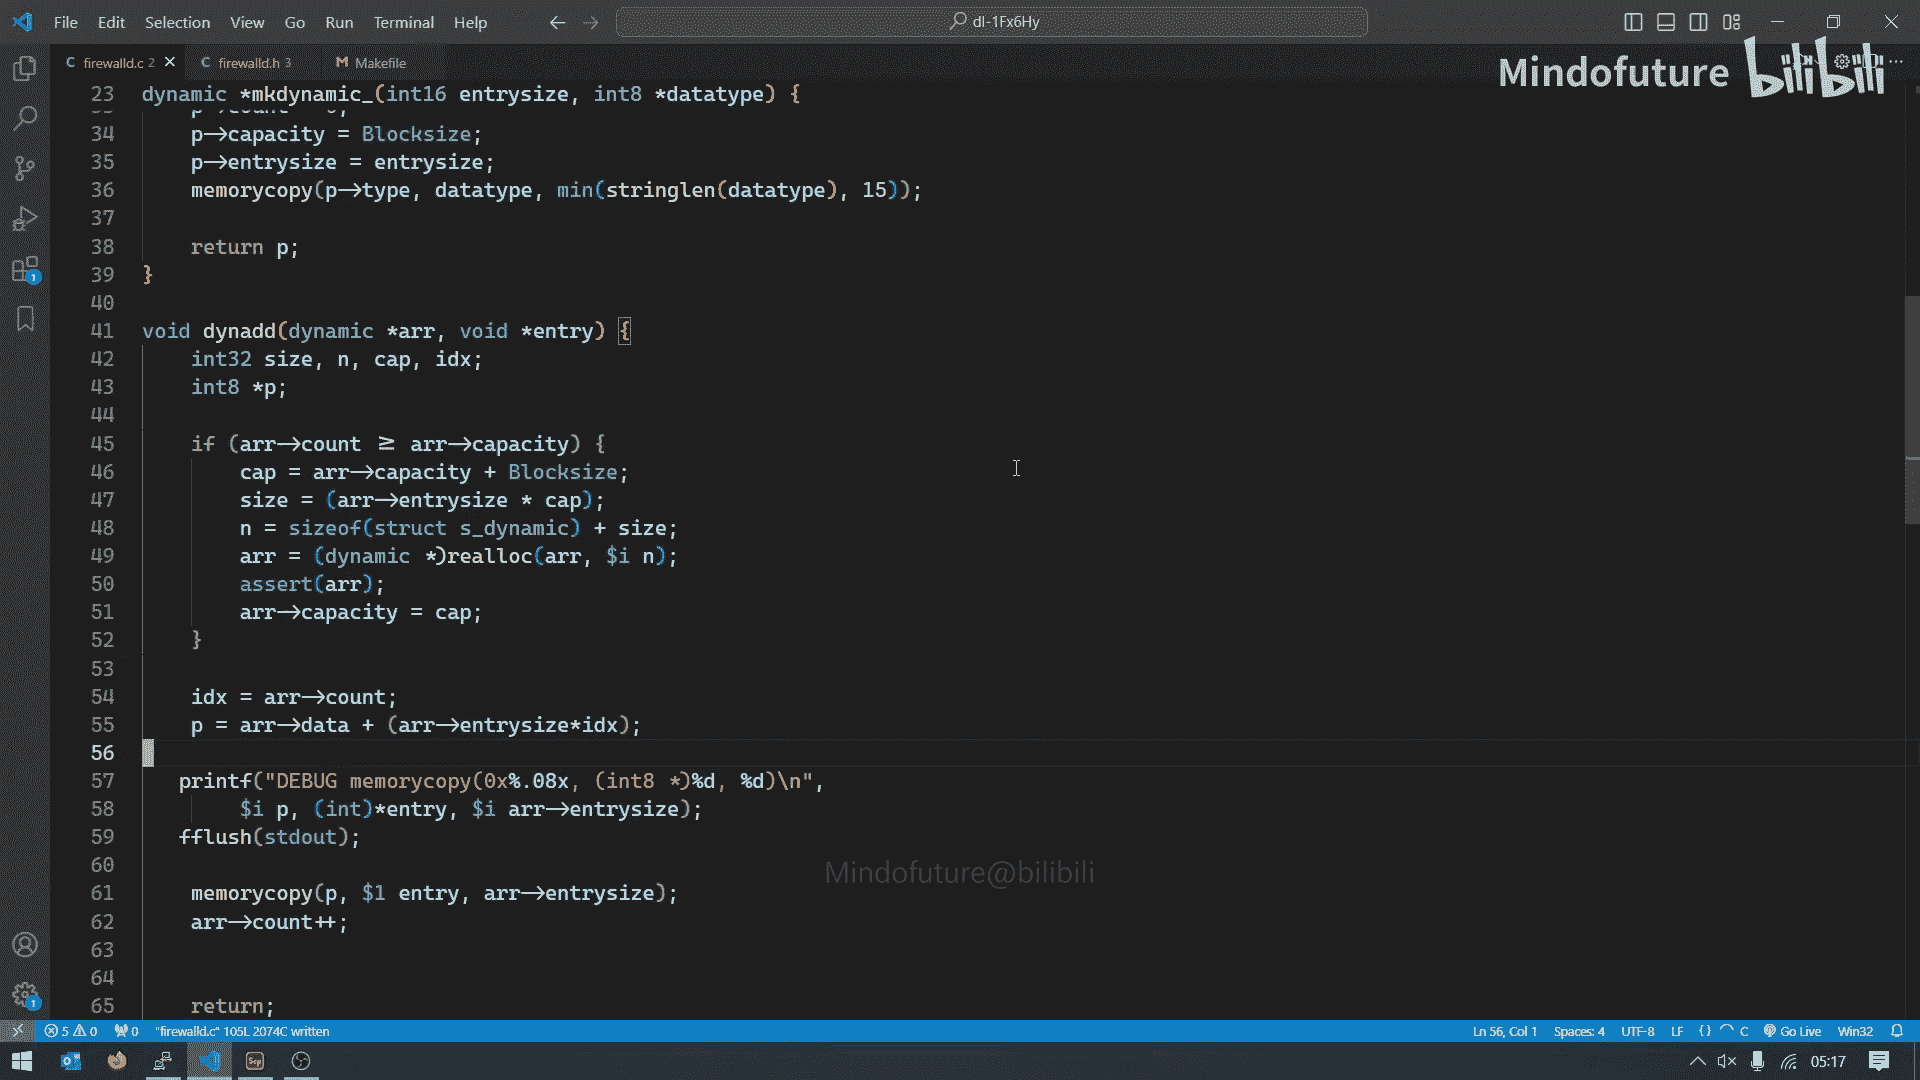 File Edit Selection View Go Run Terminal Help
dl-1Fx6Hy
C firewalld.c 2
C firewalld.h 3
M Makefile
Mindofuture bilibili
23 dynamic *mkdynamic_(int16 entrysize, int8 *datatype) {
34 p->capacity = Blocksize;
35 p->entrysize = entrysize;
36 memorycopy(p->type, datatype, min(stringlen(datatype), 15));
37
38 return p;
39 }
40
41 void dynadd(dynamic *arr, void *entry) {
42 int32 size, n, cap, idx;
43 int8 *p;
44
45 if (arr->count >= arr->capacity) {
46 cap = arr->capacity + Blocksize;
47 size = (arr->entrysize * cap);
48 n = sizeof(struct s_dynamic) + size;
49 arr = (dynamic *)realloc(arr, $i n);
50 assert(arr);
51 arr->capacity = cap;
52 }
53
54 idx = arr->count;
55 p = arr->data + (arr->entrysize*idx);
56
57 printf("DEBUG memorycopy(0x%.08x, (int8 *)%d, %d)\n",
58 $i p, (int)*entry, $i arr->entrysize);
59 fflush(stdout);
60
61 memorycopy(p, $1 entry, arr->entrysize);
62 arr->count++;
63
64
65 return;
Mindofuture@bilibili
1
1
5 0 0 "firewalld.c" 105L 2074C written
Ln 56, Col 1 Spaces: 4 UTF-8 LF {} C Go Live Win32
05:17